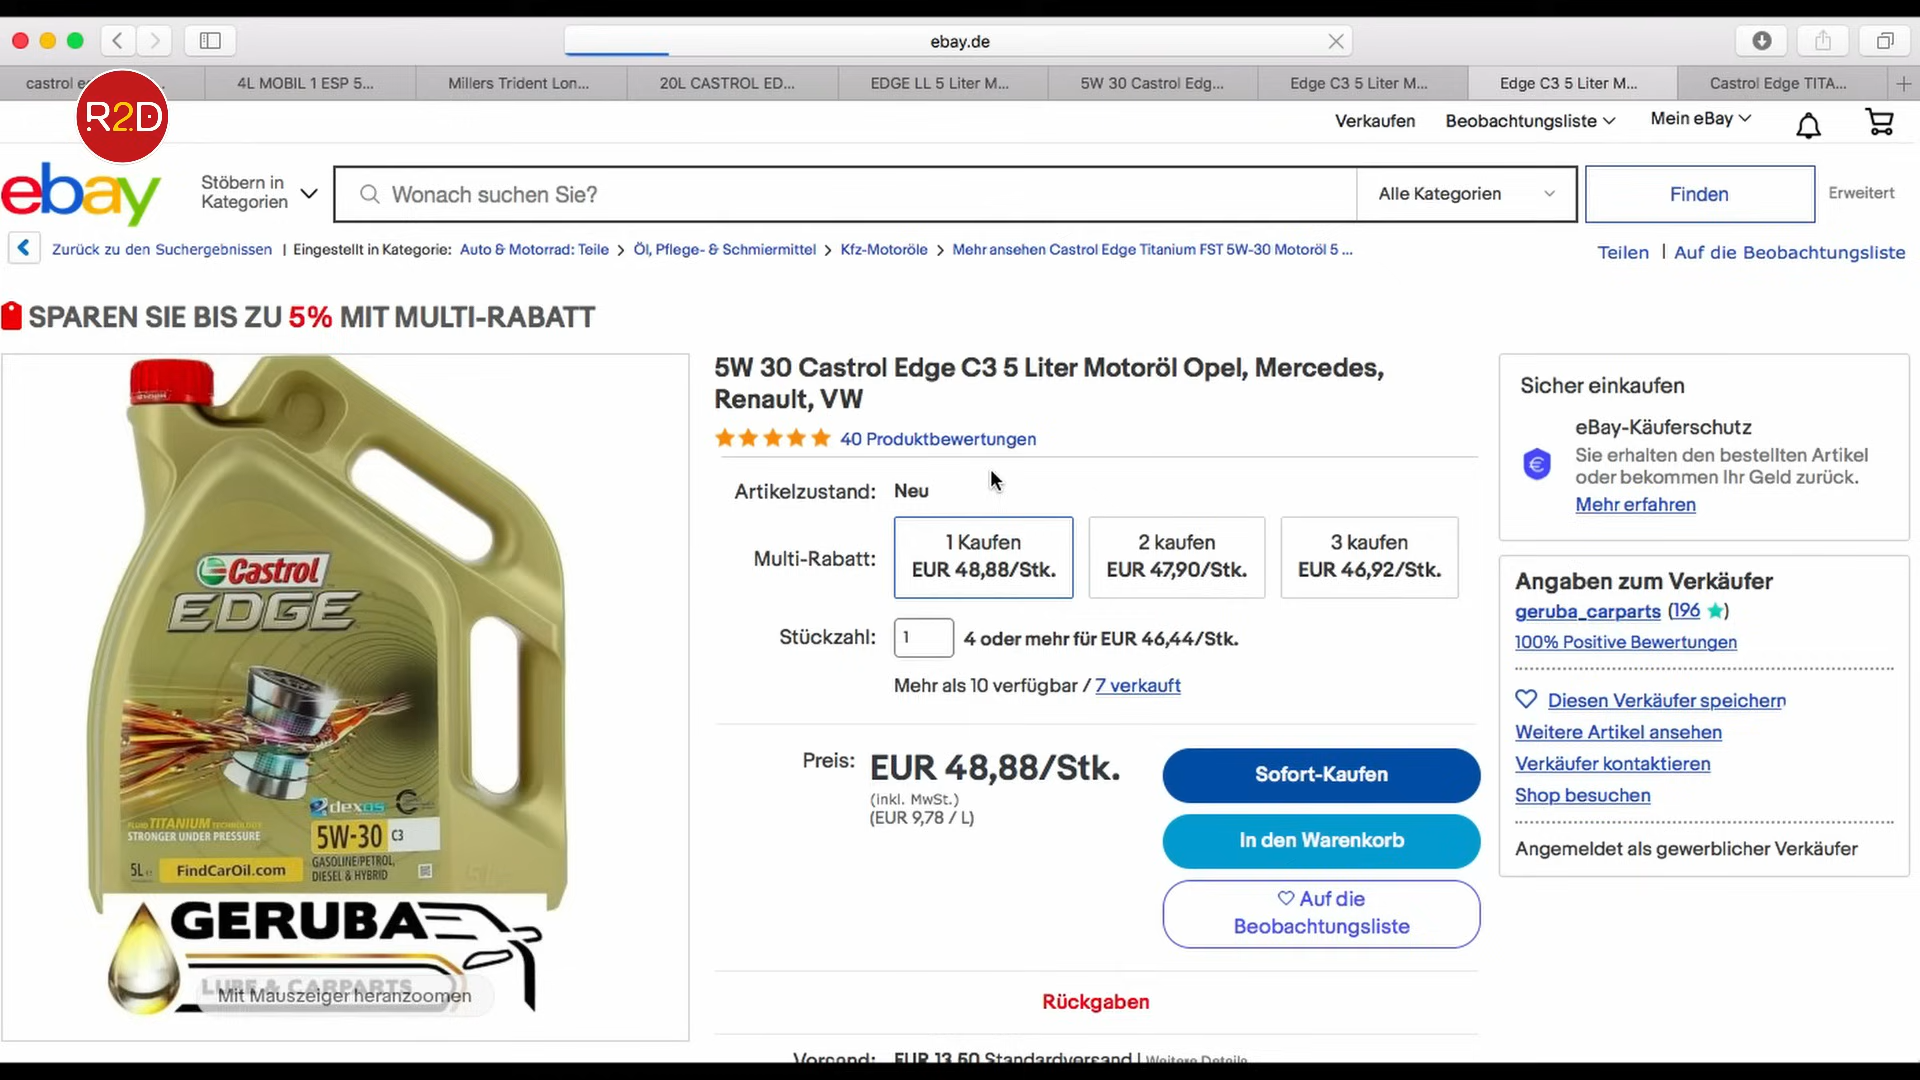 ebay.de
castrol e
4L MOBIL 1 ESP 5...
Millers Trident Lon...
20L CASTROL ED...
EDGE LL 5 Liter M...
5W 30 Castrol Edg...
Edge C3 5 Liter M...
Edge C3 5 Liter M...
Castrol Edge TITA...
R2D
Verkaufen
Beobachtungsliste
Mein eBay
ebay
Stöbern in
Kategorien
Wonach suchen Sie?
Alle Kategorien
Finden
Erweitert
Zurück zu den Suchergebnissen | Eingestellt in Kategorie: Auto & Motorrad: Teile > Öl, Pflege- & Schmiermittel > Kfz-Motoröle > Mehr ansehen Castrol Edge Titanium FST 5W-30 Motoröl 5 ...
Teilen | Auf die Beobachtungsliste
SPAREN SIE BIS ZU 5% MIT MULTI-RABATT
Castrol
EDGE
dexos
FLUID TITANIUM TECHNOLOGY
STRONGER UNDER PRESSURE
5W-30 C3
5L
FindCarOil.com
GASOLINE/PETROL,
DIESEL & HYBRID
GERUBA
LUBE & CARPARTS
Mit Mauszeiger heranzoomen
5W 30 Castrol Edge C3 5 Liter Motoröl Opel, Mercedes,
Renault, VW
40 Produktbewertungen
Artikelzustand: Neu
Multi-Rabatt:
1 Kaufen
EUR 48,88/Stk.
2 kaufen
EUR 47,90/Stk.
3 kaufen
EUR 46,92/Stk.
Stückzahl: 1 4 oder mehr für EUR 46,44/Stk.
Mehr als 10 verfügbar / 7 verkauft
Preis: EUR 48,88/Stk.
(inkl. MwSt.)
(EUR 9,78 / L)
Sofort-Kaufen
In den Warenkorb
Auf die
Beobachtungsliste
Rückgaben
Versand: EUR 13,60 Standardversand | Weitere Details
Sicher einkaufen
eBay-Käuferschutz
Sie erhalten den bestellten Artikel
oder bekommen Ihr Geld zurück.
Mehr erfahren
Angaben zum Verkäufer
geruba_carparts (196)
100% Positive Bewertungen
Diesen Verkäufer speichern
Weitere Artikel ansehen
Verkäufer kontaktieren
Shop besuchen
Angemeldet als gewerblicher Verkäufer